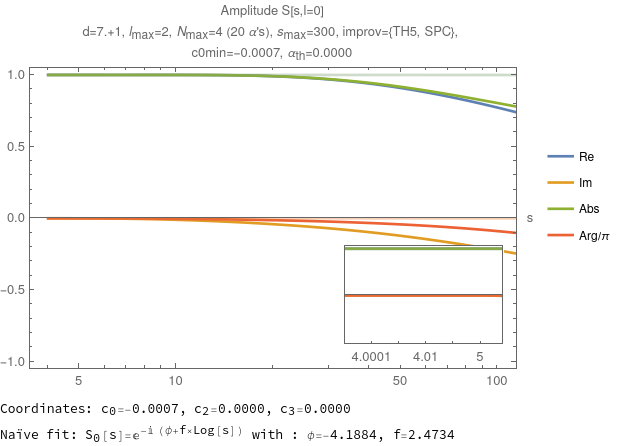 Amplitude S[s,l=0]
d=7.+1, lmax=2, Nmax=4 (20 α's), smax=300, improv={TH5, SPC},
c0min=-0.0007, αth=0.0000
1.0
0.5
0.0
-0.5
-1.0
s
Re
Im
Abs
Arg/π
4.0001 4.01 5
5 10 50 100
Coordinates: c0=-0.0007, c2=0.0000, c3=0.0000
Naïve fit: S0[s]=e^-i (ϕ+f×Log[s]) with : ϕ=-4.1884, f=2.4734